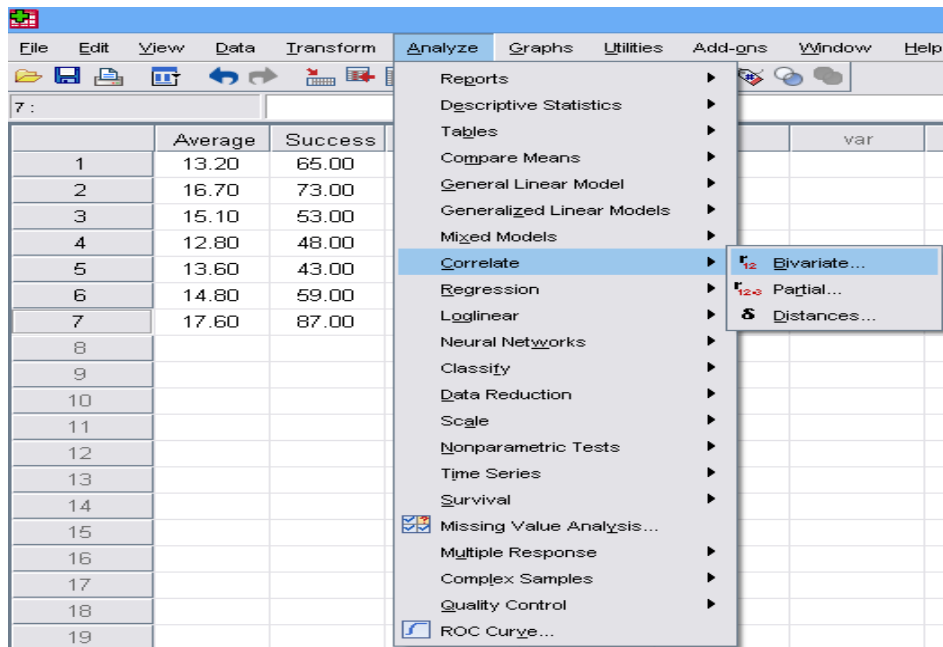 File Edit View Data Transform Analyze Graphs Utilities Add-ons Window Help
7 :
Average Success var
1 13.20 65.00
2 16.70 73.00
3 15.10 53.00
4 12.80 48.00
5 13.60 43.00
6 14.80 59.00
7 17.60 87.00
8
9
10
11
12
13
14
15
16
17
18
19
Reports
Descriptive Statistics
Tables
Compare Means
General Linear Model
Generalized Linear Models
Mixed Models
Correlate
Regression
Loglinear
Neural Networks
Classify
Data Reduction
Scale
Nonparametric Tests
Time Series
Survival
Missing Value Analysis...
Multiple Response
Complex Samples
Quality Control
ROC Curve...
r12 Bivariate...
r12•3 Partial...
δ Distances...